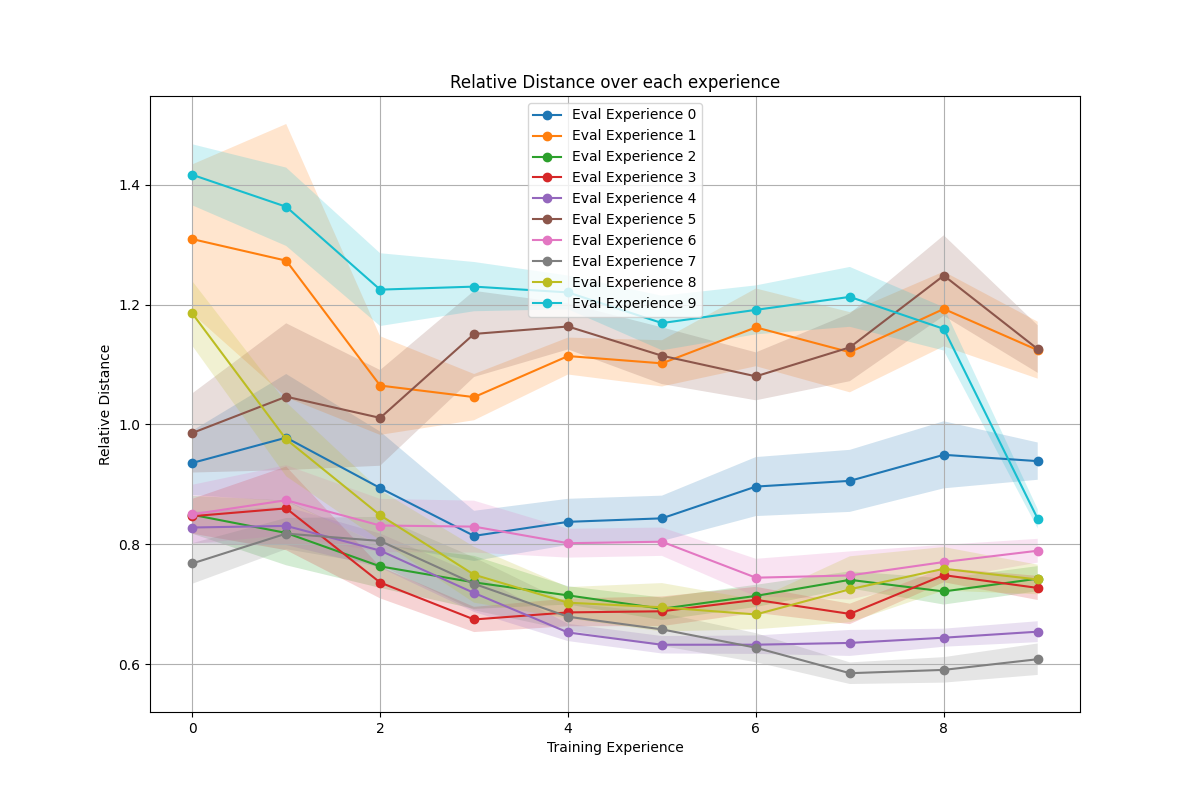 Relative Distance over each experience
Eval Experience 0
Eval Experience 1
Eval Experience 2
Eval Experience 3
Eval Experience 4
Eval Experience 5
Eval Experience 6
Eval Experience 7
Eval Experience 8
Eval Experience 9
1.4
1.2
1.0
0.8
0.6
Relative Distance
0 2 4 6 8
Training Experience